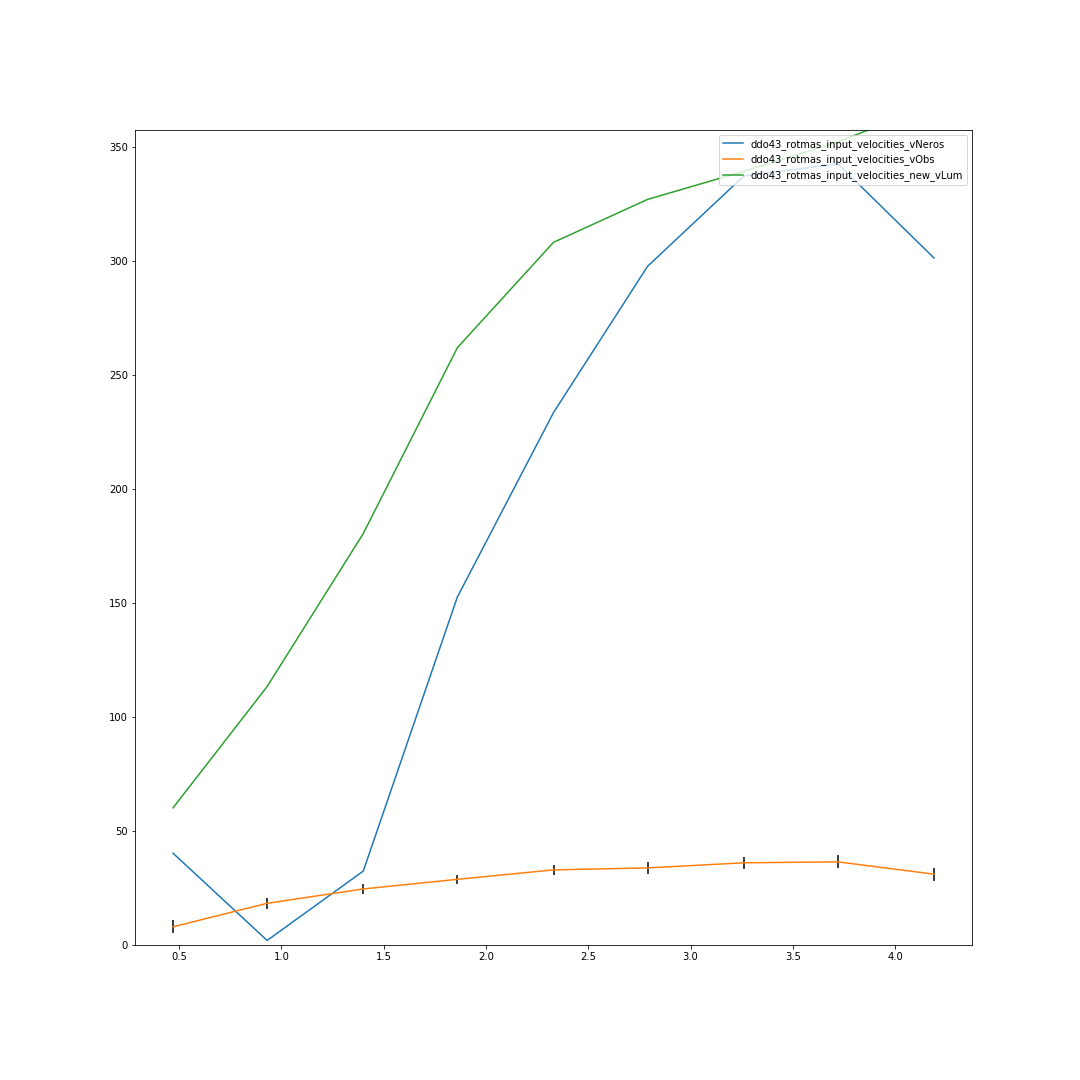 350
300
250
200
150
100
50
0
0.5 1.0 1.5 2.0 2.5 3.0 3.5 4.0
ddo43_rotmas_input_velocities_vNeros
ddo43_rotmas_input_velocities_vObs
ddo43_rotmas_input_velocities_new_vLum